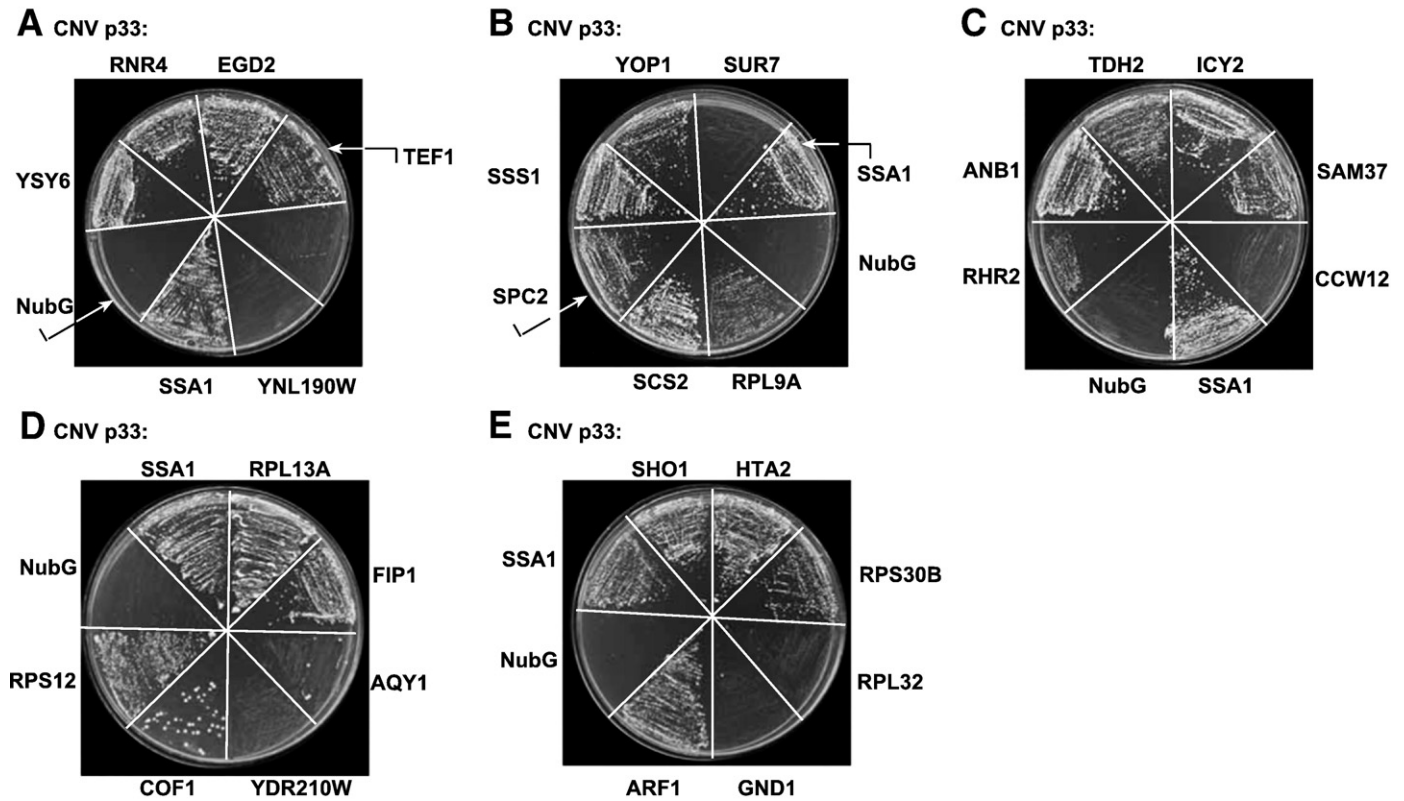 A CNV p33:
RNR4 EGD2
TEF1
YSY6
NubG
SSA1 YNL190W
B CNV p33:
YOP1 SUR7
SSS1
SSA1
NubG
SPC2
SCS2 RPL9A
C CNV p33:
TDH2 ICY2
ANB1
SAM37
RHR2
CCW12
NubG SSA1
D CNV p33:
SSA1 RPL13A
NubG
FIP1
RPS12
AQY1
COF1 YDR210W
E CNV p33:
SHO1 HTA2
SSA1
RPS30B
NubG
RPL32
ARF1 GND1